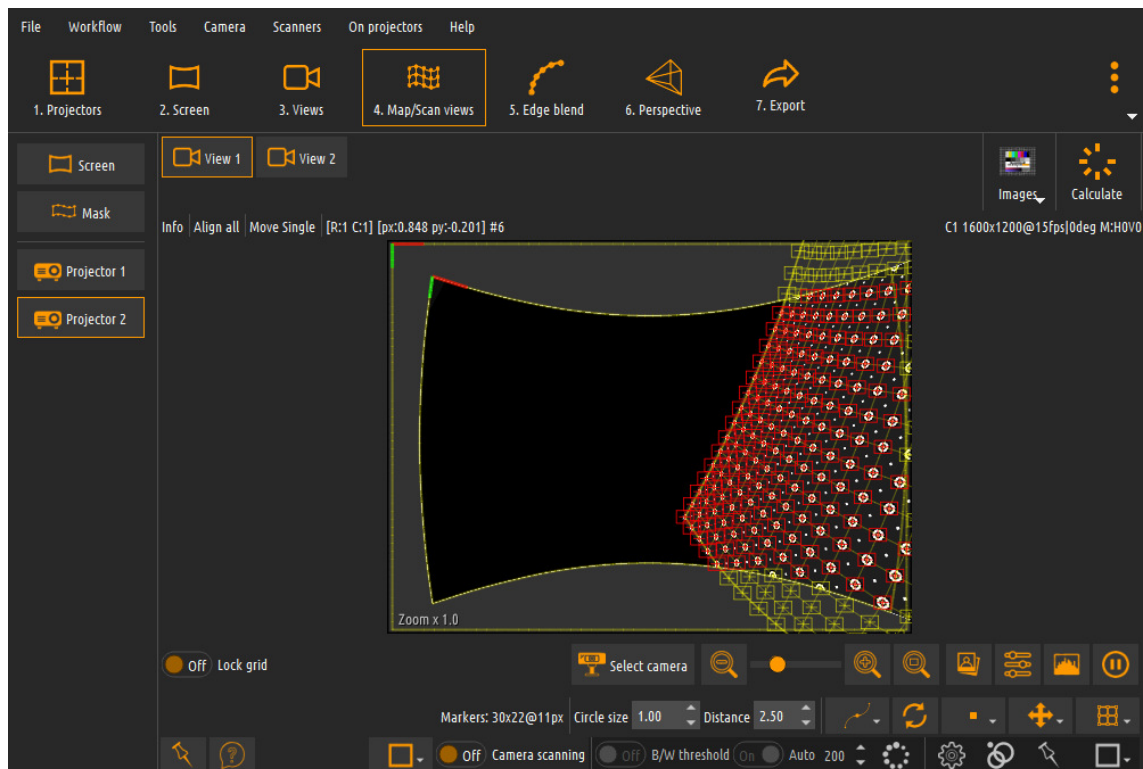 File Workflow Tools Camera Scanners On projectors Help
1. Projectors 2. Screen 3. Views 4. Map/Scan views 5. Edge blend 6. Perspective 7. Export
Screen View 1 View 2
Images Calculate
Mask
Info Align all Move Single [R:1 C:1] [px:0.848 py:-0.201] #6 C1 1600x1200@15fps|0deg M:H0V0
Projector 1
Projector 2
Zoom x 1.0
Off Lock grid Select camera
Markers: 30x22@11px Circle size 1.00 Distance 2.50
Off Camera scanning Off B/W threshold On Auto 200